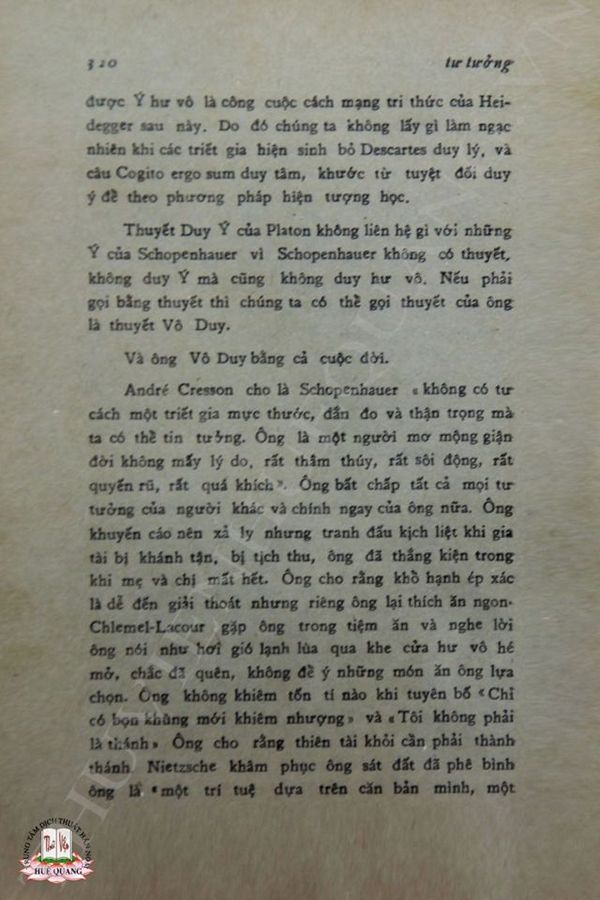 320 tư tưởng
được Ý hư vô là công cuộc cách mạng tri thức của Hei-
degger sau này. Do đó chúng ta không lấy gì làm ngạc
nhiên khi các triết gia hiện sinh bỏ Descartes duy lý, và
câu Cogito ergo sum duy tâm, khước từ tuyệt đối duy
ý để theo phương pháp hiện tượng học.
Thuyết Duy Ý của Platon không liên hệ gì với những
Ý của Schopenhauer vì Schopenhauer không có thuyết,
không duy Ý mà cũng không duy hư vô. Nếu phải
gọi bằng thuyết thì chúng ta có thể gọi thuyết của ông
là thuyết Vô Duy.
Và ông Vô Duy bằng cả cuộc đời.
André Cresson cho là Schopenhauer « không có tư
cách một triết gia mực thước, đắn đo và thận trọng mà
ta có thể tin tưởng. Ông là một người mơ mộng giận
đời không mấy lý do, rất thâm thúy, rất sôi động, rất
quyến rũ, rất quá khích». Ông bất chấp tất cả mọi tư
tưởng của người khác và chính ngay của ông nữa. Ông
khuyến cáo nên xả ly nhưng tranh đấu kịch liệt khi gia
tài bị khánh tận, bị tịch thu, ông đã thắng kiện trong
khi mẹ và chị mất hết. Ông cho rằng khổ hạnh ép xác
là dễ đến giải thoát nhưng riêng ông lại thích ăn ngon.
Chlemel-Lacour gặp ông trong tiệm ăn và nghe lời
ông nói như hơi gió lạnh lùa qua khe cửa hư vô hé
mở, chắc đã quên, không để ý những món ăn ông lựa
chọn. Ông không khiêm tốn tí nào khi tuyên bố «Chỉ
có bọn khùng mới khiêm nhượng» và «Tôi không phải
là thánh» Ông cho rằng thiên tài khỏi cần phải thành
thánh Nietzsche khâm phục ông sát đất đã phê bình
ông là «một trí tuệ dựa trên căn bản mình, một
TRUNG TÂM DỊCH THUẬT HÁN NÔM
HUỆ QUANG